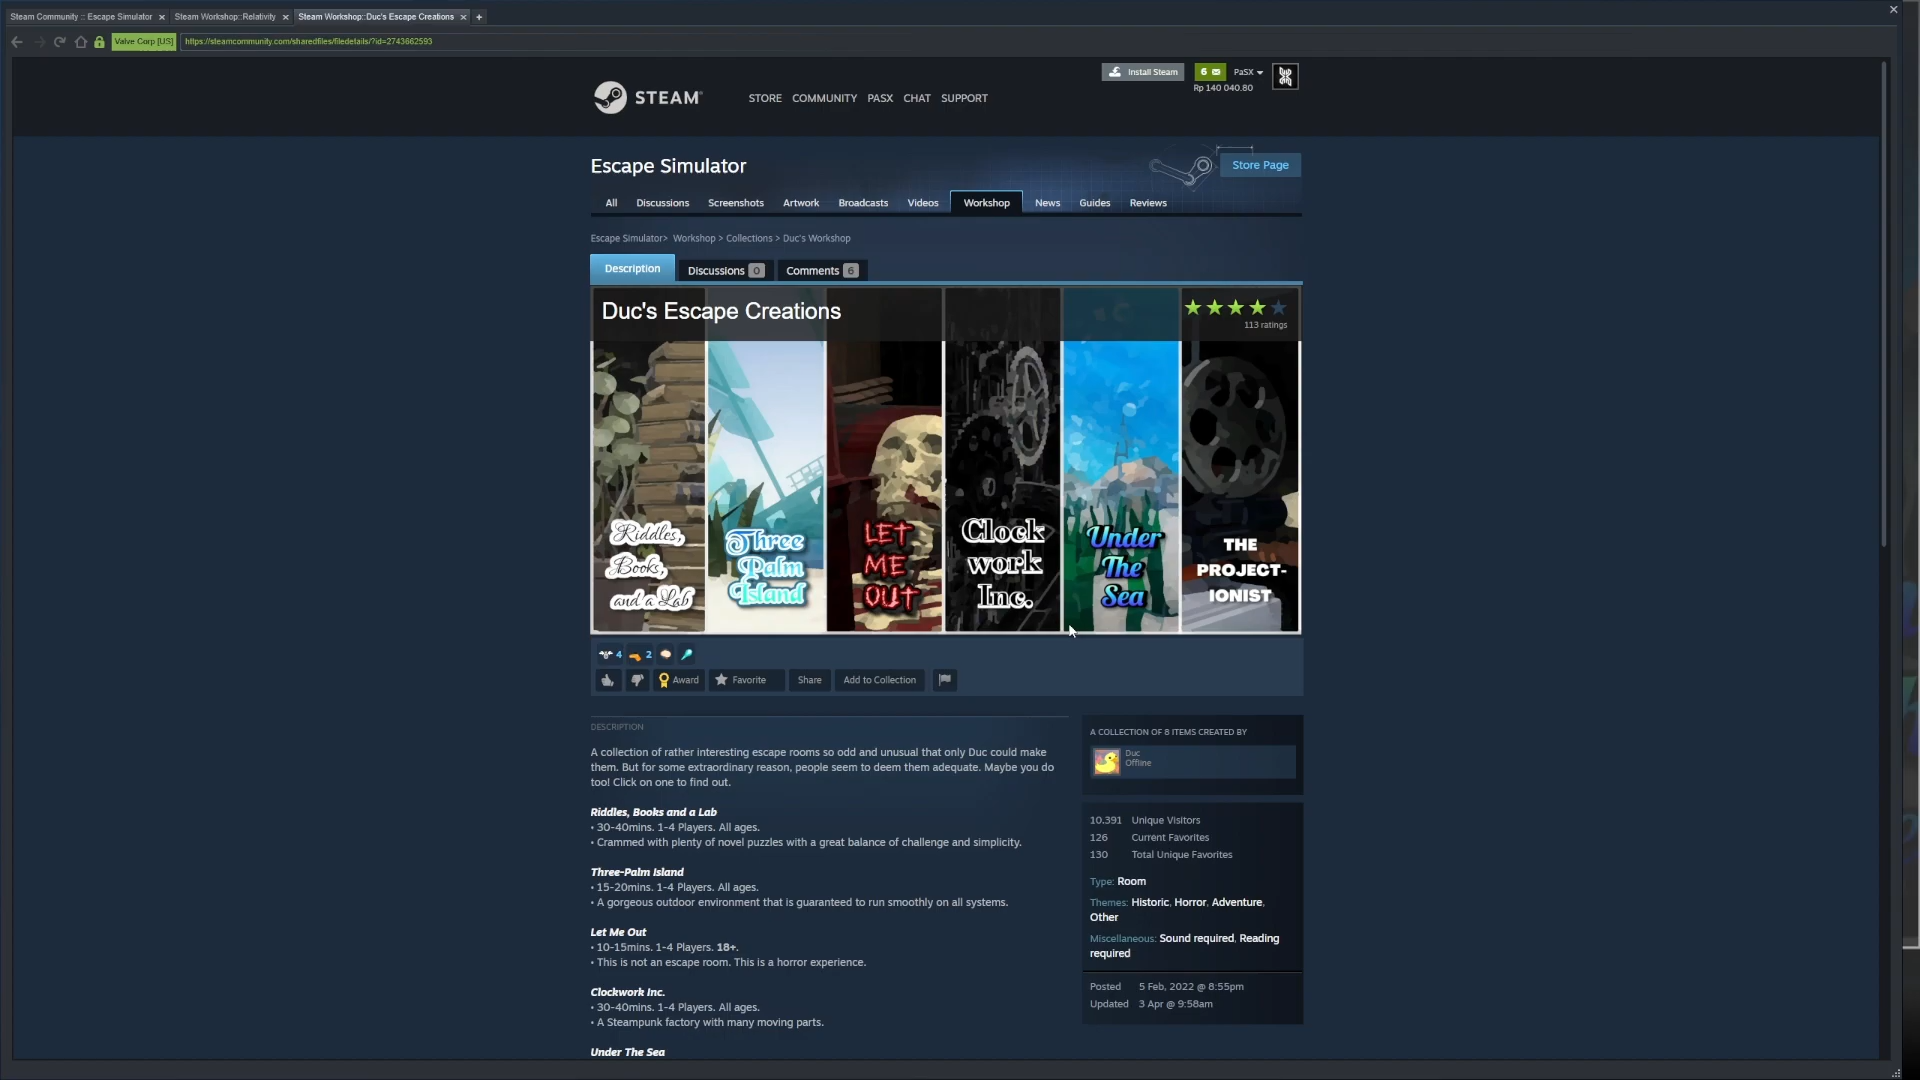 Steam Community :: Escape Simulator
Steam Workshop::Relativity
Steam Workshop::Duc's Escape Creations
Valve Corp [US]
https://steamcommunity.com/sharedfiles/filedetails/?id=2743662593
STEAM®
STORE COMMUNITY PASX CHAT SUPPORT
Install Steam
6
PaSX
Rp 140 040.80
Escape Simulator
Store Page
All Discussions Screenshots Artwork Broadcasts Videos Workshop News Guides Reviews
Escape Simulator> Workshop > Collections > Duc's Workshop
Description Discussions 0 Comments 6
Duc's Escape Creations
113 ratings
Riddles,
Books,
and a Lab
Three
Palm
Island
LET
ME
OUT
Clock
work
Inc.
Under
The
Sea
THE
PROJECT-
IONIST
4 2
Award Favorite Share Add to Collection
DESCRIPTION
A collection of rather interesting escape rooms so odd and unusual that only Duc could make
them. But for some extraordinary reason, people seem to deem them adequate. Maybe you do
too! Click on one to find out.
Riddles, Books and a Lab
• 30-40mins. 1-4 Players. All ages.
• Crammed with plenty of novel puzzles with a great balance of challenge and simplicity.
Three-Palm Island
• 15-20mins. 1-4 Players. All ages.
• A gorgeous outdoor environment that is guaranteed to run smoothly on all systems.
Let Me Out
• 10-15mins. 1-4 Players. 18+.
• This is not an escape room. This is a horror experience.
Clockwork Inc.
• 30-40mins. 1-4 Players. All ages.
• A Steampunk factory with many moving parts.
Under The Sea
A COLLECTION OF 8 ITEMS CREATED BY
Duc
Offline
10,391 Unique Visitors
126 Current Favorites
130 Total Unique Favorites
Type: Room
Themes: Historic, Horror, Adventure,
Other
Miscellaneous: Sound required, Reading
required
Posted 5 Feb, 2022 @ 8:55pm
Updated 3 Apr @ 9:58am